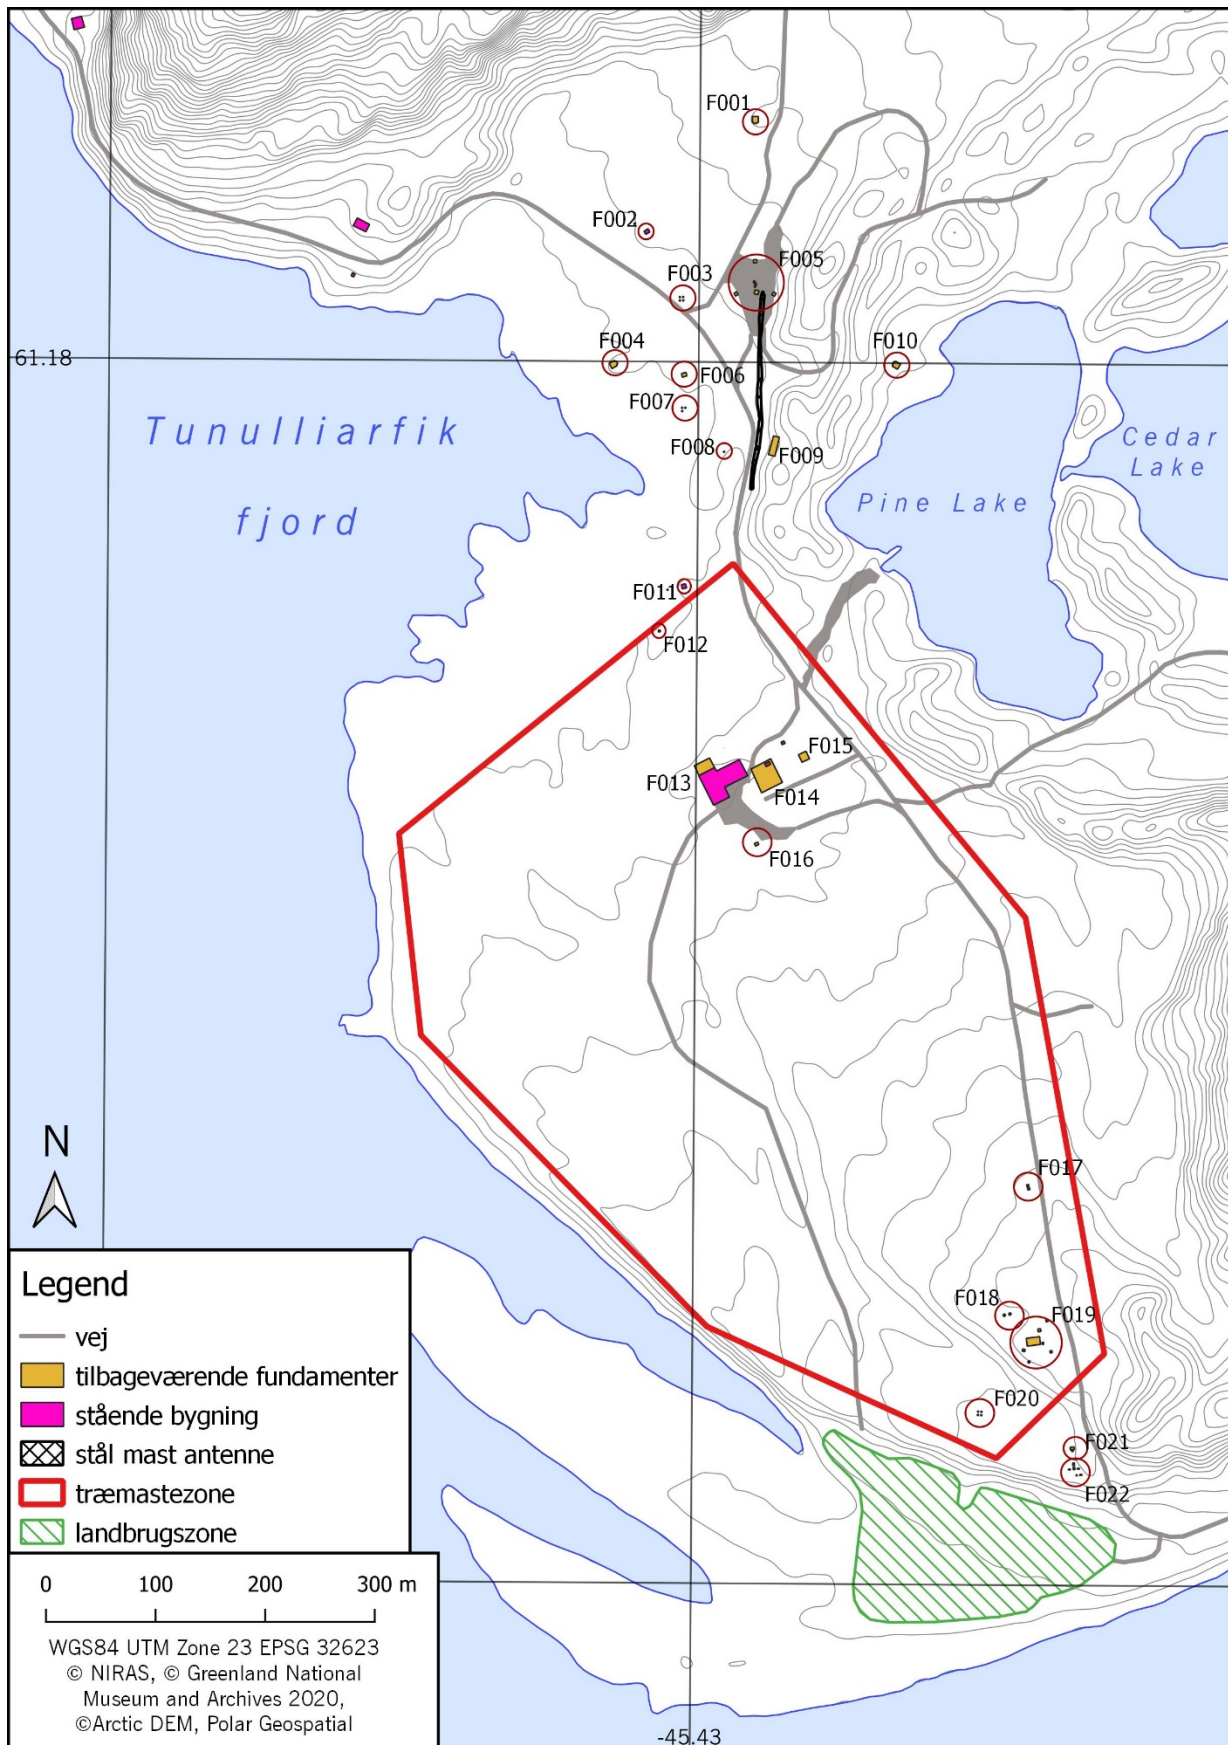 F001
F002
F005
F003
61.18
F004
F010
F006
F007
Tunulliarfik
fjord
F008
F009
Cedar
Lake
Pine Lake
F011
F012
F015
F013
F014
F016
F017
F018
F019
F020
F021
F022
N
Legend
vej
tilbageværende fundamenter
stående bygning
stål mast antenne
træmastezone
landbrugszone
0 100 200 300 m
WGS84 UTM Zone 23 EPSG 32623
© NIRAS, © Greenland National
Museum and Archives 2020,
©Arctic DEM, Polar Geospatial
-45.43